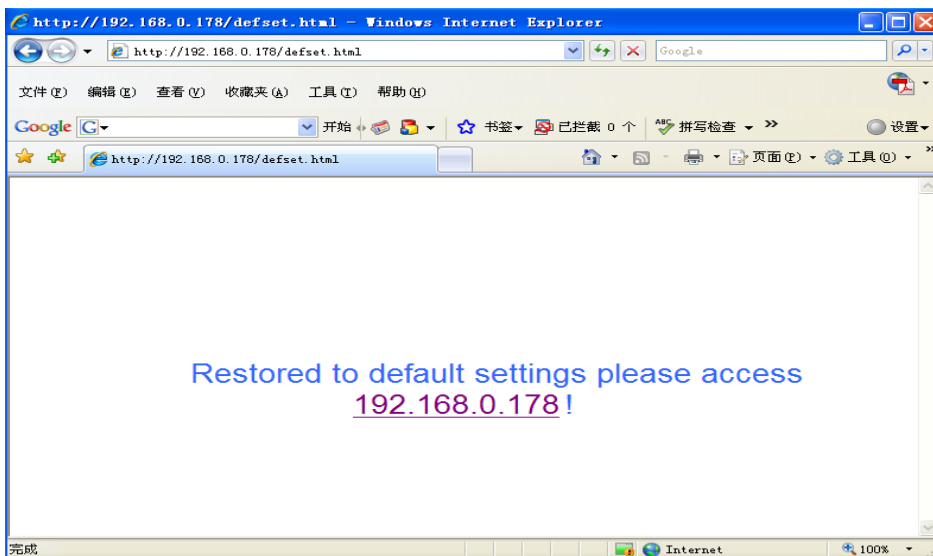 http://192.168.0.178/defset.html - Windows Internet Explorer
http://192.168.0.178/defset.html
Google
文件(F) 编辑(E) 查看(V) 收藏夹(A) 工具(T) 帮助(H)
Google G 开始 书签 已拦截 0 个 ABC 拼写检查 » 设置
http://192.168.0.178/defset.html 页面(P) 工具(O) »
Restored to default settings please access
192.168.0.178!
完成 Internet 100%